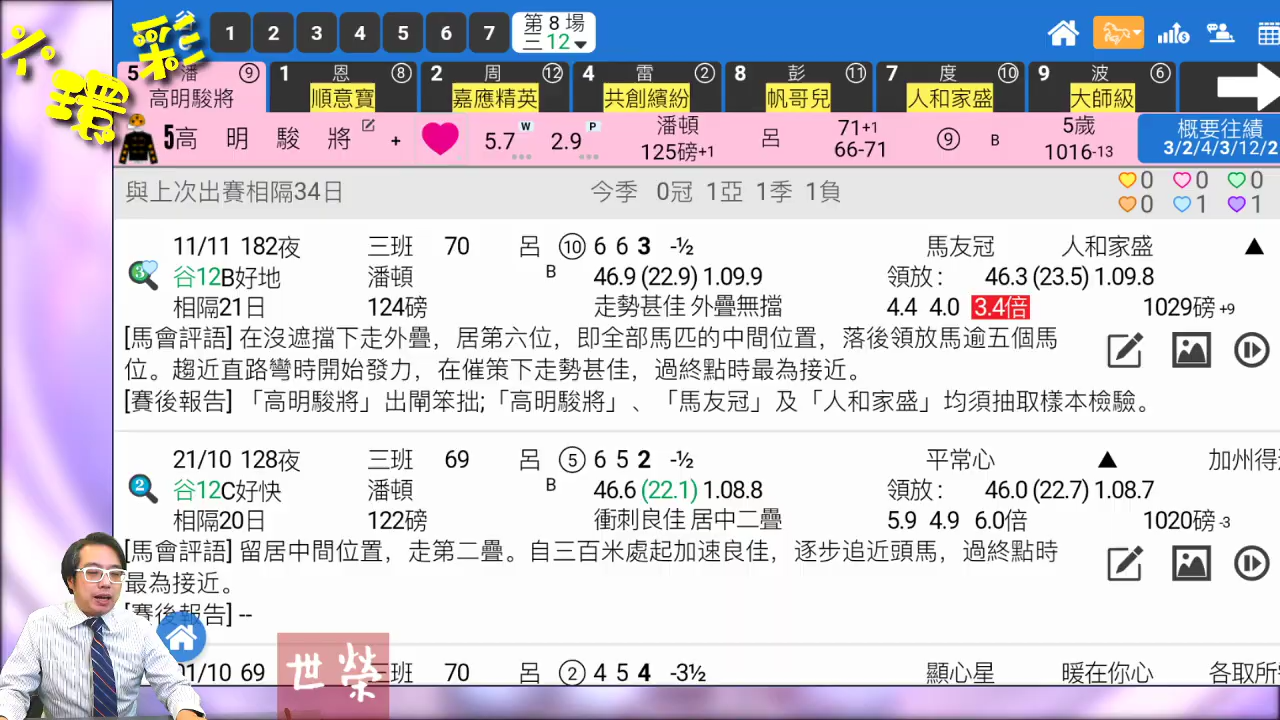 彩
环
環
1 2 3 4 5 6 7 第 8 場
三 12
5 潘 ⑨ 高明駿將
1 恩 ⑧ 順意寶
2 周 ⑫ 嘉應精英
4 雷 ② 共創繽紛
8 彭 ⑪ 帆哥兒
7 度 ⑩ 人和家盛
9 波 ⑥ 大師級
5高 明 駿 將 + 5.7 W 2.9 P 潘頓 呂 71+1 ⑨ B 5歲 概要往績
125磅+1 66-71 1016-13 3/2/4/3/12/2
與上次出賽相隔34日 今季 0冠 1亞 1季 1負 0 0 0
0 1 1
11/11 182夜 三班 70 呂 ⑩ 6 6 3 -½ 馬友冠 人和家盛 ▲
3 谷12B好地 潘頓 B 46.9 (22.9) 1.09.9 領放： 46.3 (23.5) 1.09.8
相隔21日 124磅 走勢甚佳 外疊無擋 4.4 4.0 3.4倍 1029磅 +9
[馬會評語] 在沒遮擋下走外疊，居第六位，即全部馬匹的中間位置，落後領放馬逾五個馬
位。趨近直路彎時開始發力，在催策下走勢甚佳，過終點時最為接近。
[賽後報告] 「高明駿將」出閘笨拙;「高明駿將」、「馬友冠」及「人和家盛」均須抽取樣本檢驗。
21/10 128夜 三班 69 呂 ⑤ 6 5 2 -½ 平常心 ▲ 加州得
2 谷12C好快 潘頓 B 46.6 (22.1) 1.08.8 領放： 46.0 (22.7) 1.08.7
相隔20日 122磅 衝刺良佳 居中二疊 5.9 4.9 6.0倍 1020磅 -3
[馬會評語] 留居中間位置，走第二疊。自三百米處起加速良佳，逐步追近頭馬，過終點時
最為接近。
[賽後報告] --
01/10 69 三班 70 呂 ② 4 5 4 -3½ 顯心星 暖在你心 各取所
世榮